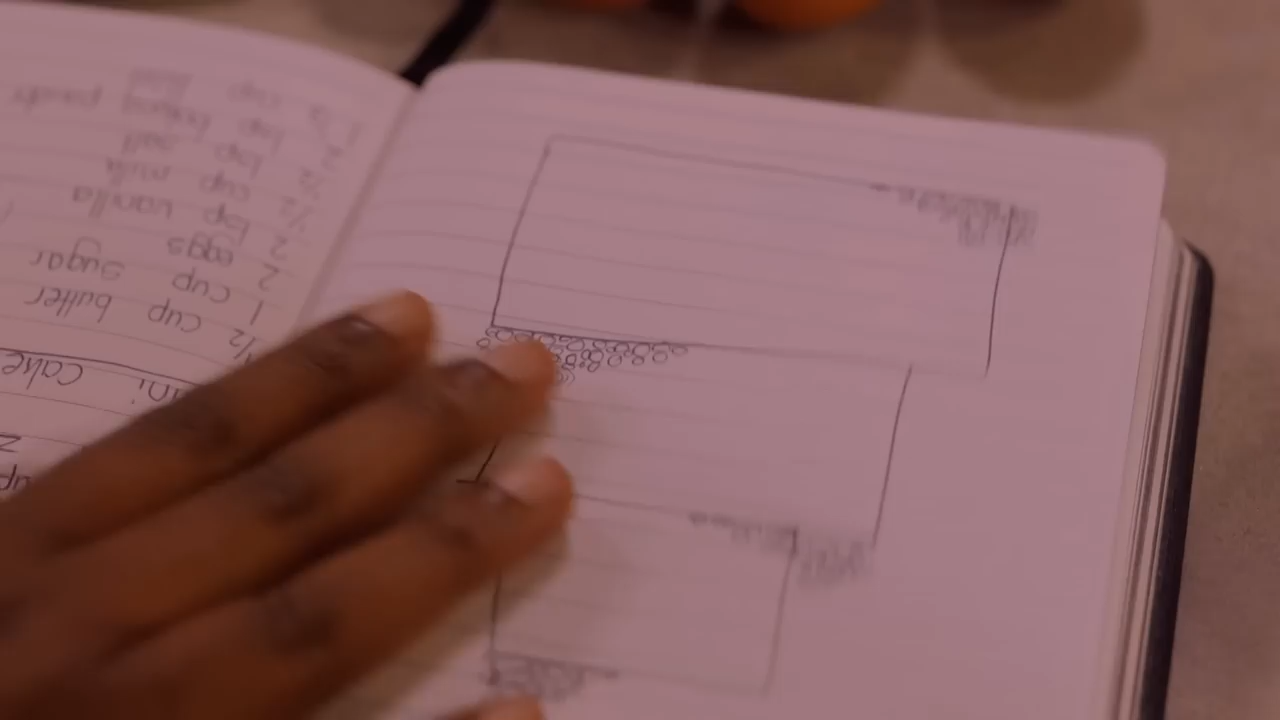 Cake
1/2 cup butter
1 cup sugar
2 eggs
2 tsp vanilla
1/2 cup milk
tsp salt
tsp baking powder
cup